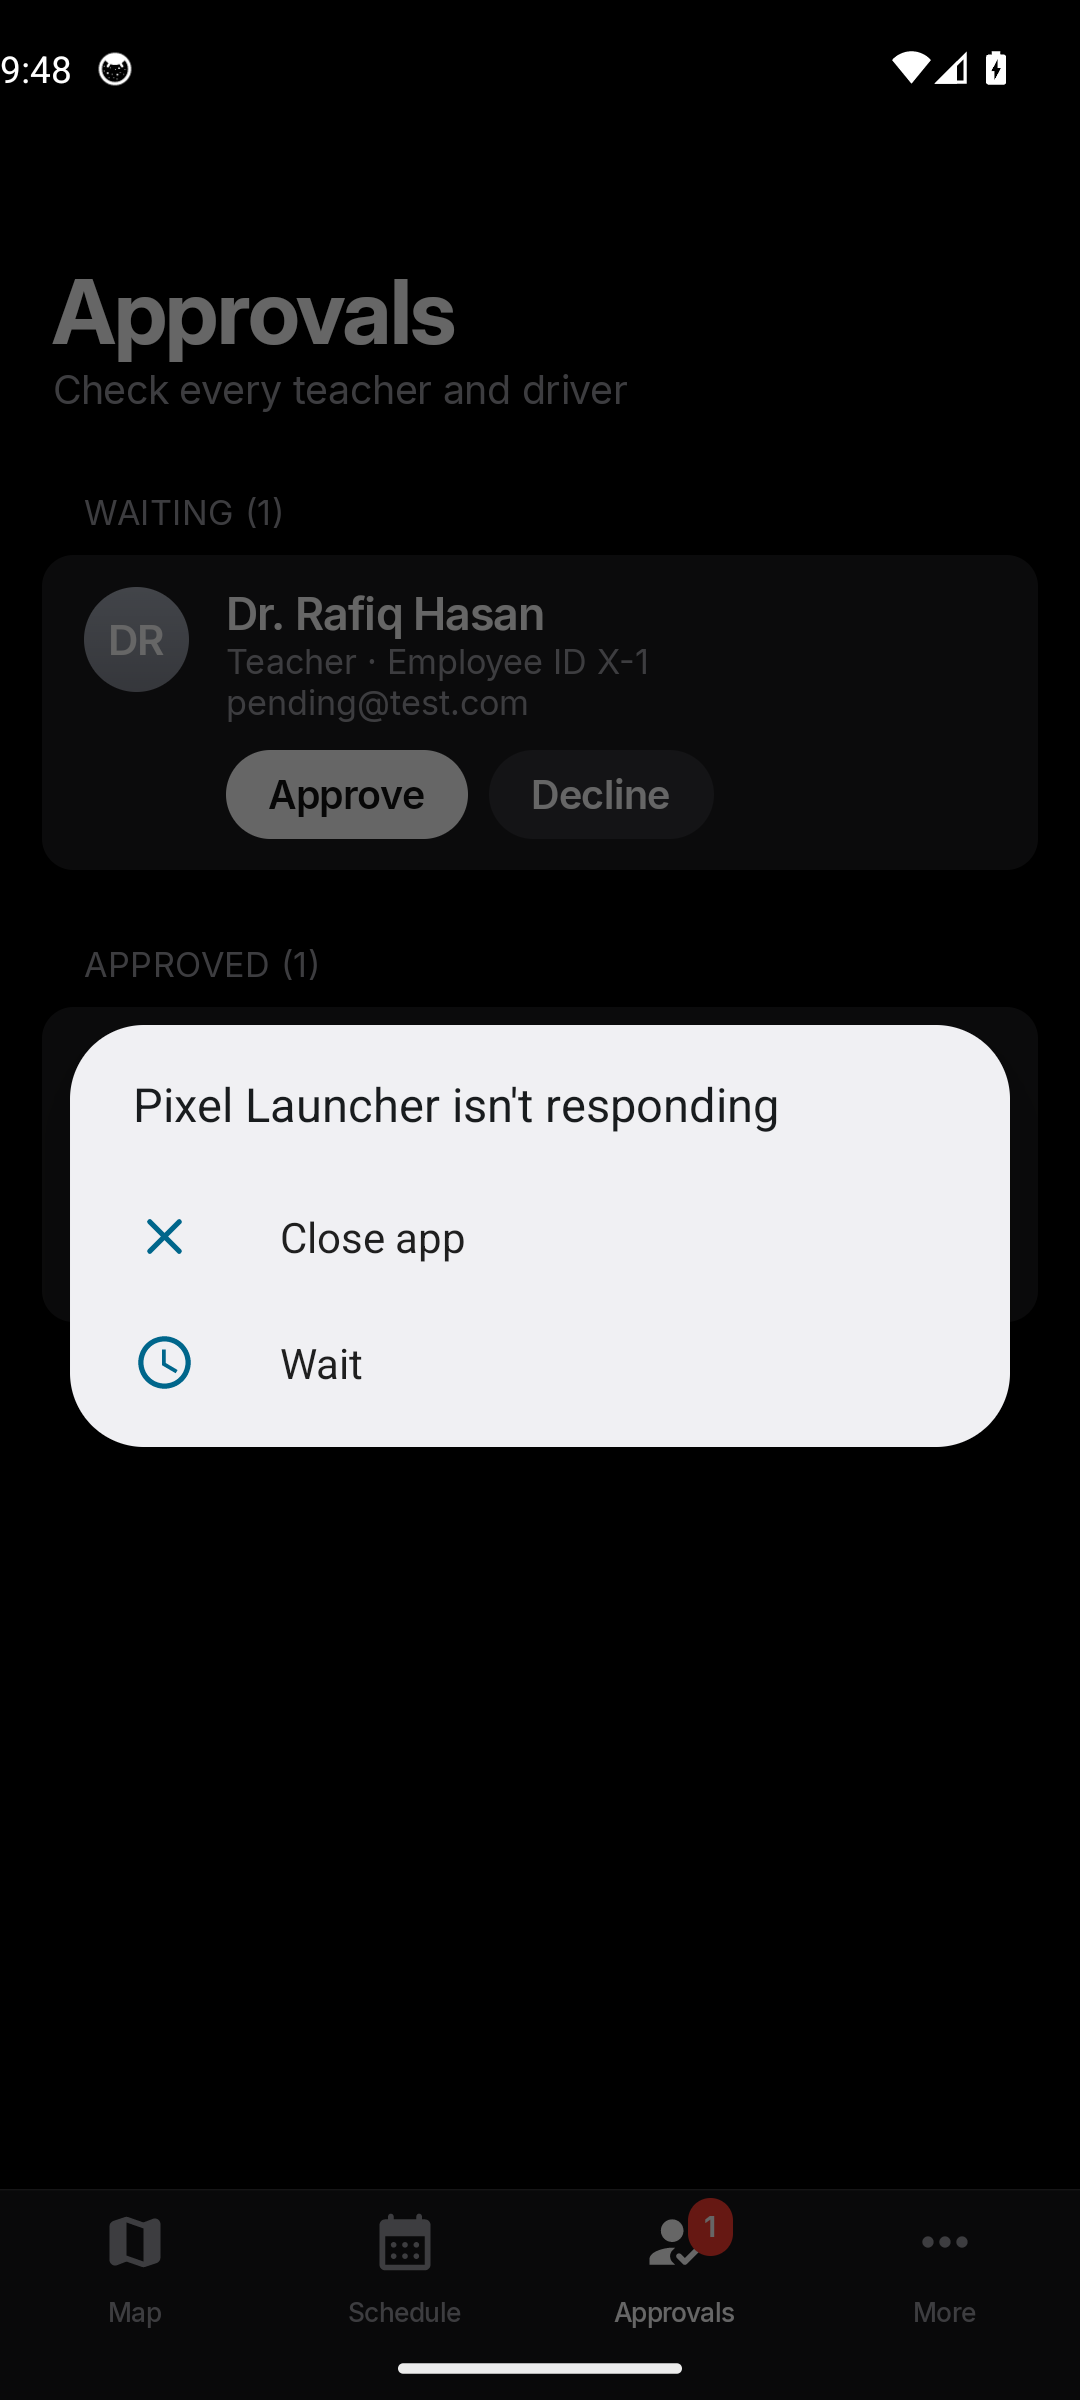 9:48
Approvals
Check every teacher and driver
WAITING (1)
DR
Dr. Rafiq Hasan
Teacher · Employee ID X-1
pending@test.com
Approve
Decline
APPROVED (1)
Pixel Launcher isn't responding
Close app
Wait
1
Map
Schedule
Approvals
More